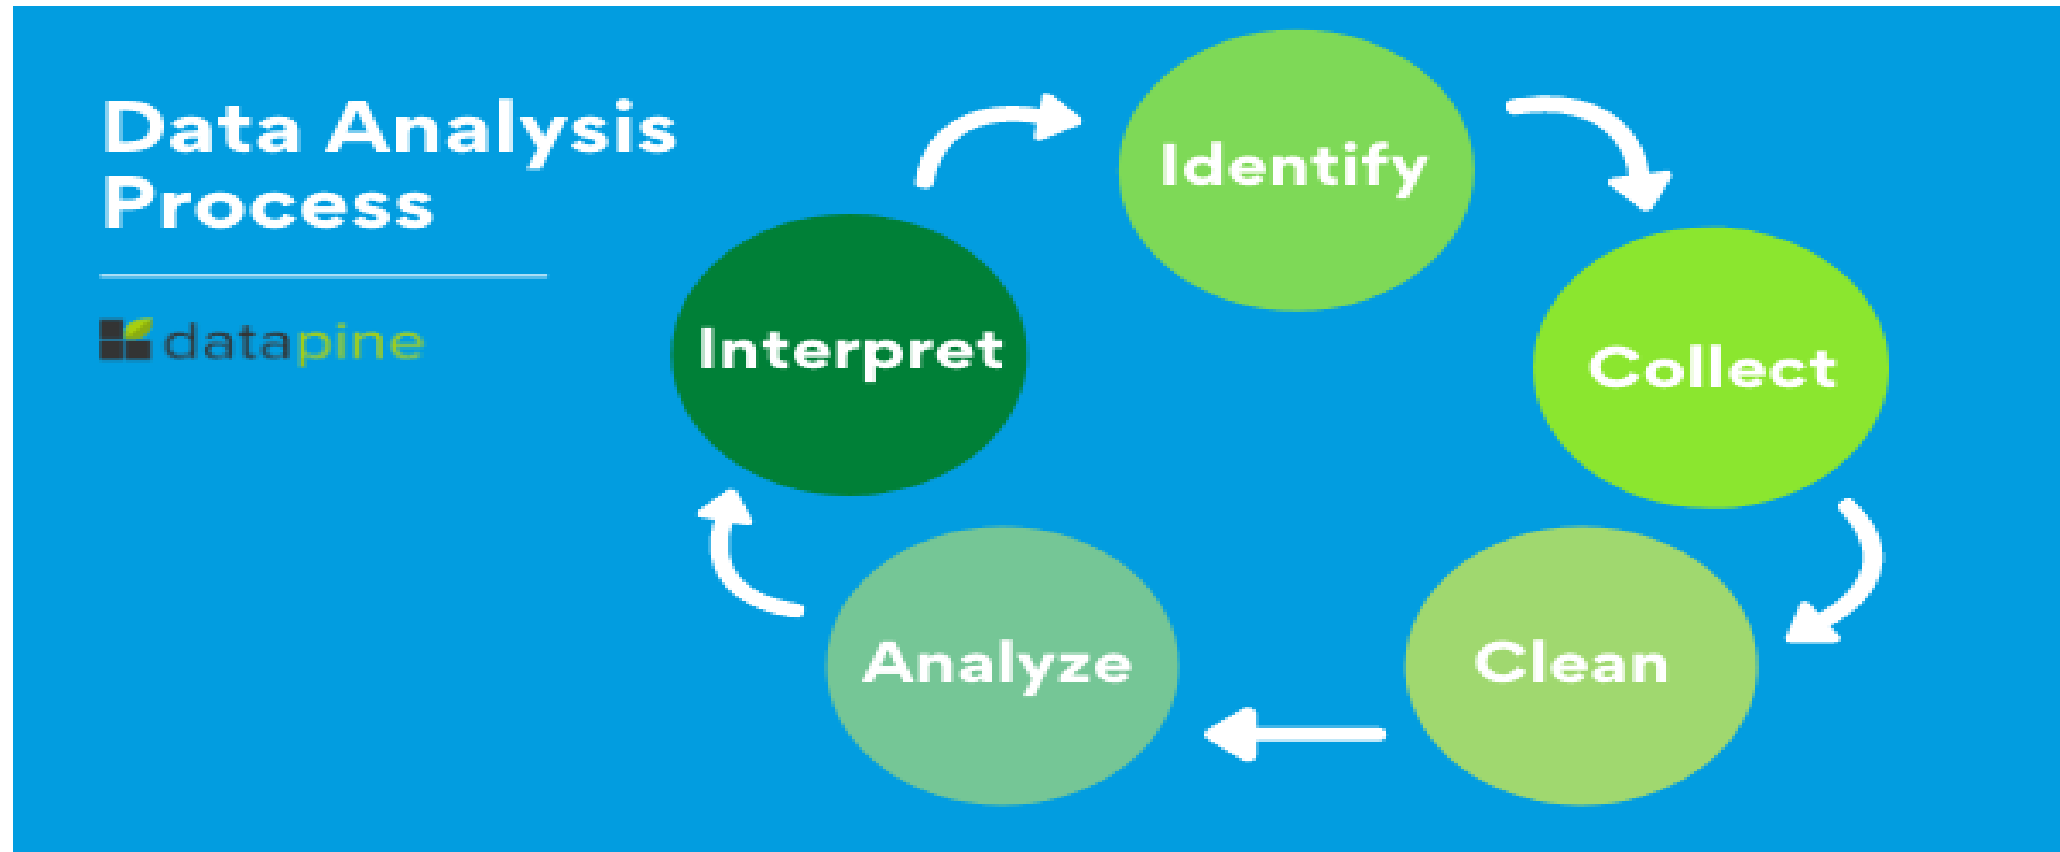 Data Analysis
Process
datapine
Identify
Collect
Clean
Analyze
Interpret